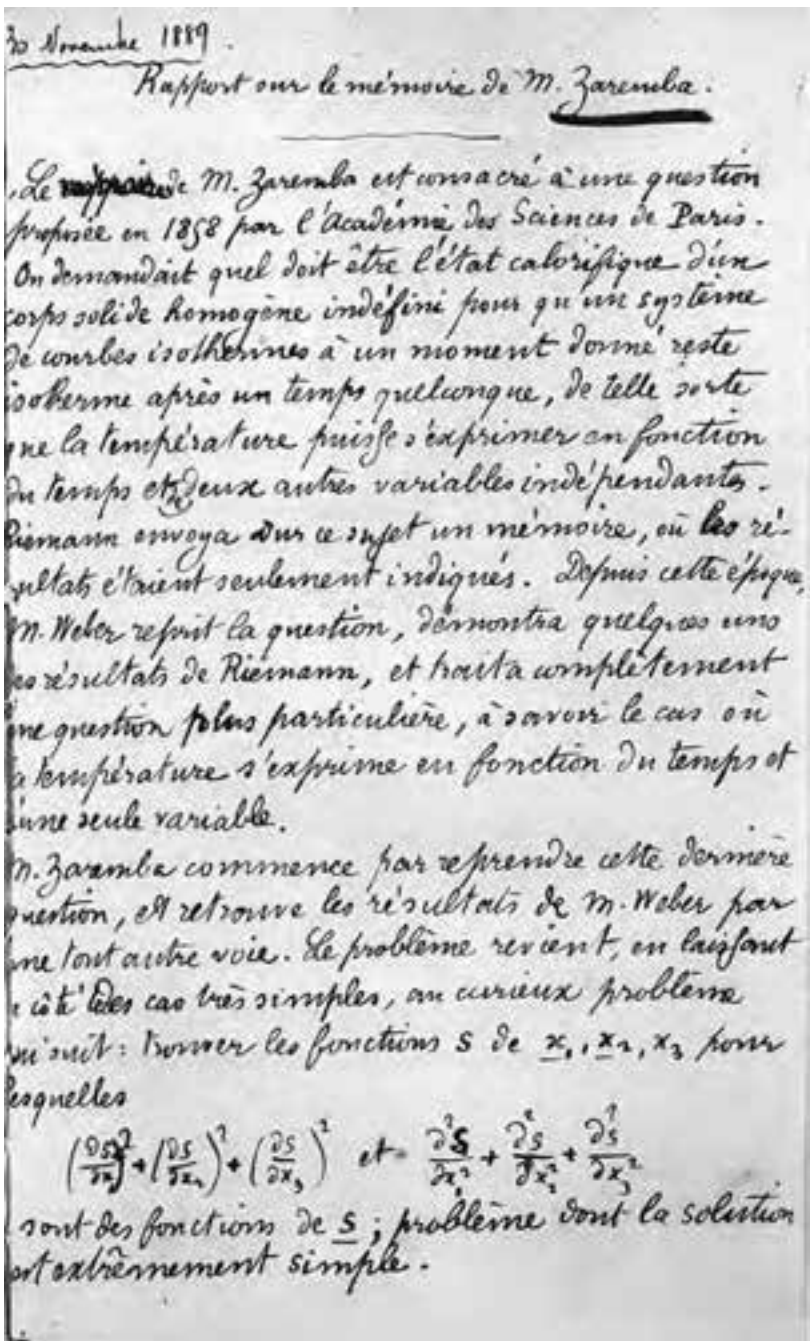 30 Novembre 1889.
Rapport sur le mémoire de M. Zaremba.
Le de M. Zaremba est consacré à une question
proposée en 1858 par l'Académie des Sciences de Paris.
On demandait quel doit être l'état calorifique d'un
corps solide homogène indéfini pour qu'un système
de courbes isothermes à un moment donné reste
isotherme après un temps quelconque, de telle sorte
que la température puisse s'exprimer en fonction
du temps et de deux autres variables indépendantes.
Riemann envoya sur ce sujet un mémoire, où les ré-
sultats étaient seulement indiqués. Depuis cette époque,
M. Weber reprit la question, démontra quelques uns
des résultats de Riemann, et traita complètement
une question plus particulière, à savoir le cas où
la température s'exprime en fonction du temps et
d'une seule variable.
M. Zaremba commence par reprendre cette dernière
question, et retrouve les résultats de M. Weber par
une tout autre voie. Le problème revient, en laissant
à côté des cas très simples, au curieux problème
qui suit : trouver les fonctions S de x₁, x₂, x₃ pour
lesquelles
(∂S/∂x₁)² + (∂S/∂x₂)² + (∂S/∂x₃)² et ∂²S/∂x₁² + ∂²S/∂x₂² + ∂²S/∂x₃²
sont des fonctions de S ; problème dont la solution
est extrêmement simple.